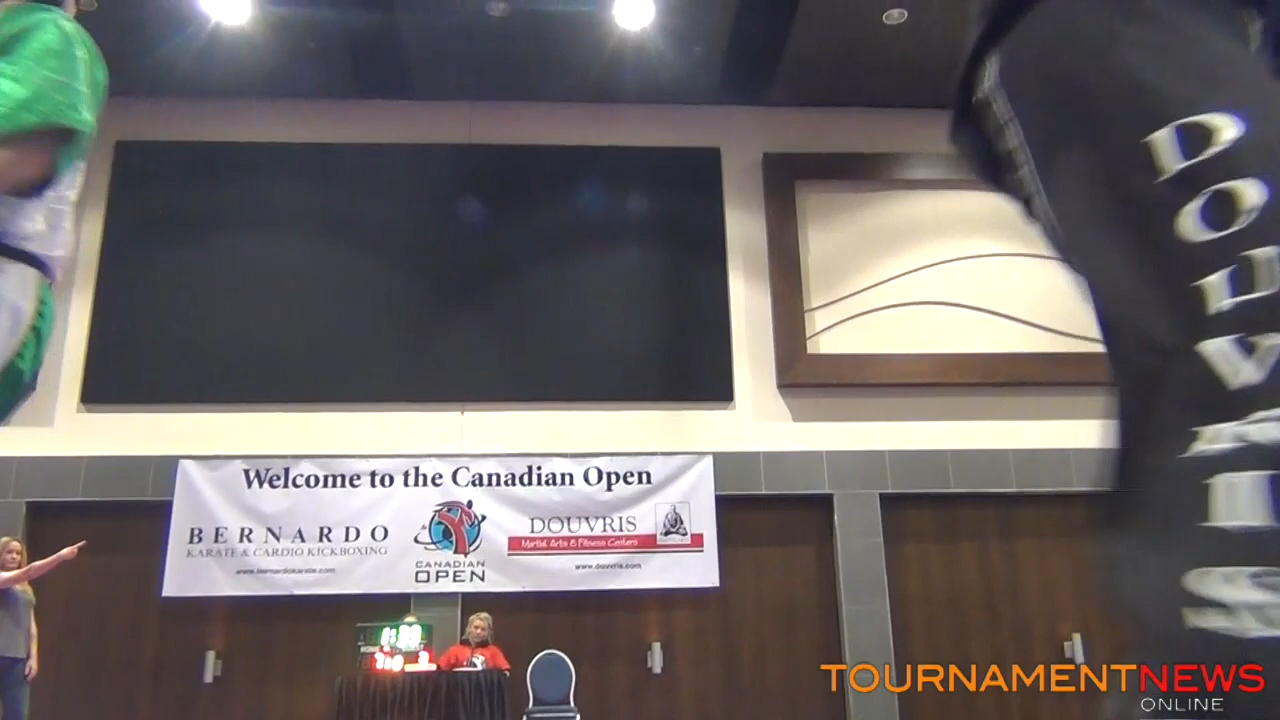 Welcome to the Canadian Open
BERNARDO
KARATE & CARDIO KICKBOXING
www.bernardokarate.com
CANADIAN
OPEN
DOUVRIS
Martial Arts & Fitness Centers
www.douvris.com
DOUVRIS
TOURNAMENTNEWS
ONLINE